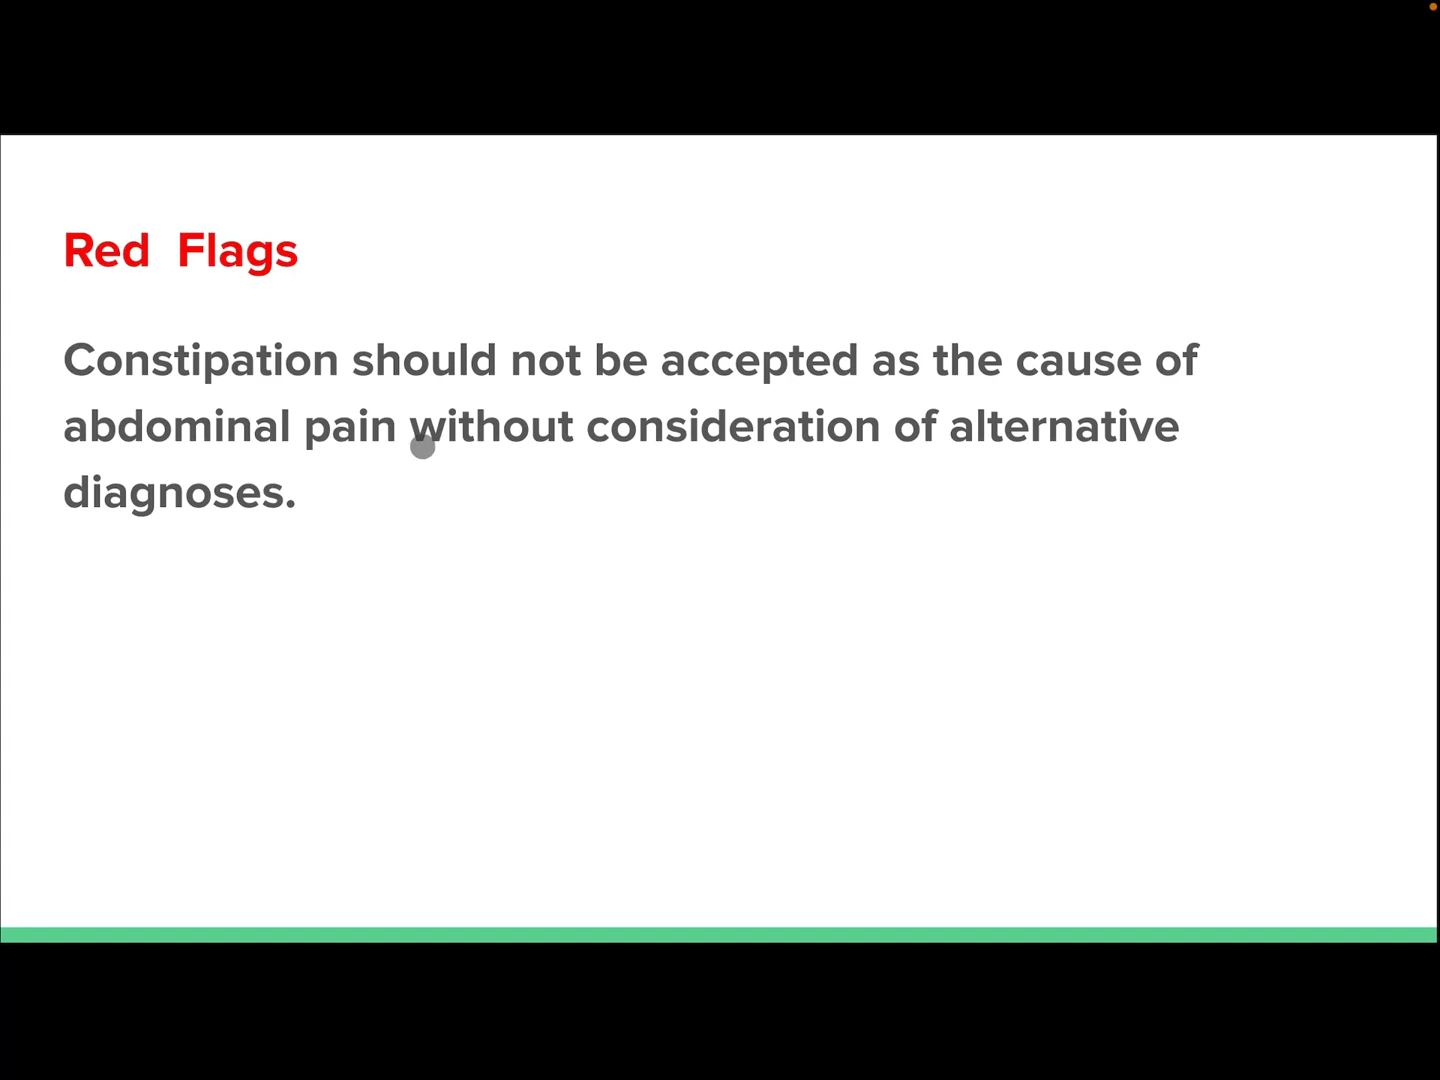 Red  Flags
Constipation should not be accepted as the cause of
abdominal pain without consideration of alternative
diagnoses.